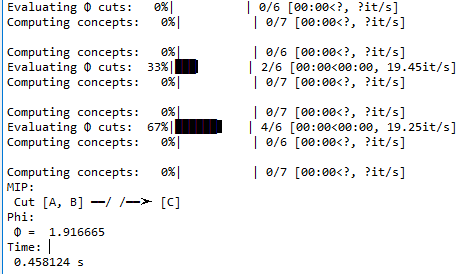 Evaluating Φ cuts:   0%|          | 0/6 [00:00<?, ?it/s]
Computing concepts:   0%|          | 0/7 [00:00<?, ?it/s]
Computing concepts:   0%|          | 0/6 [00:00<?, ?it/s]
Evaluating Φ cuts:  33%|███       | 2/6 [00:00<00:00, 19.45it/s]
Computing concepts:   0%|          | 0/7 [00:00<?, ?it/s]
Computing concepts:   0%|          | 0/7 [00:00<?, ?it/s]
Evaluating Φ cuts:  67%|██████    | 4/6 [00:00<00:00, 19.25it/s]
Computing concepts:   0%|          | 0/6 [00:00<?, ?it/s]
Computing concepts:   0%|          | 0/7 [00:00<?, ?it/s]
MIP:
Cut [A, B] ━━/ /━━➤ [C]
Phi:
Φ =  1.916665
Time:
0.458124 s